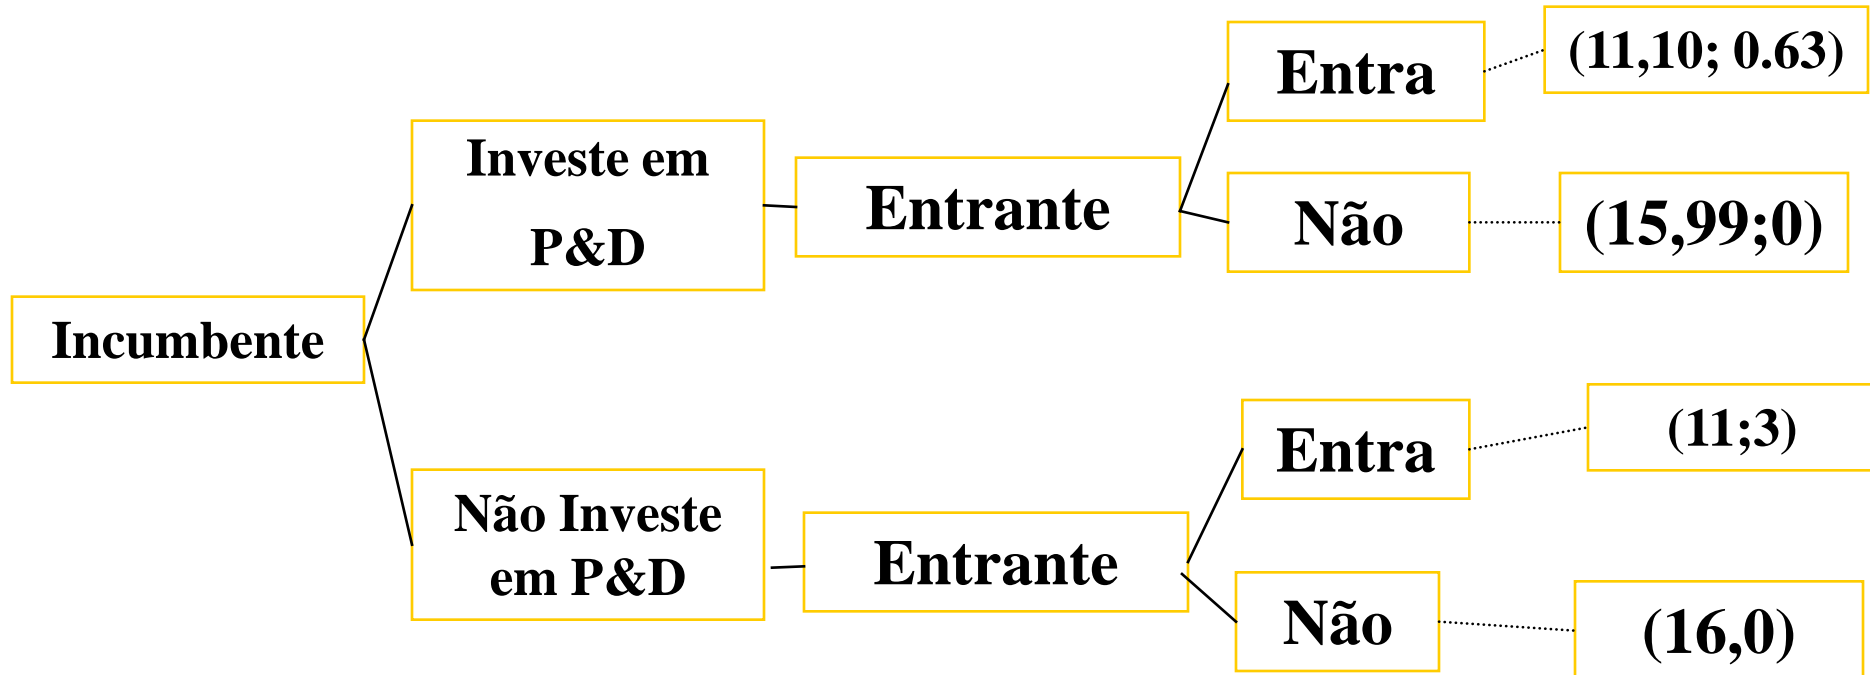 Incumbente
Investe em
P&D
Entrante
Entra
(11,10; 0.63)
Não
(15,99;0)
Não Investe
em P&D
Entrante
Entra
(11;3)
Não
(16,0)